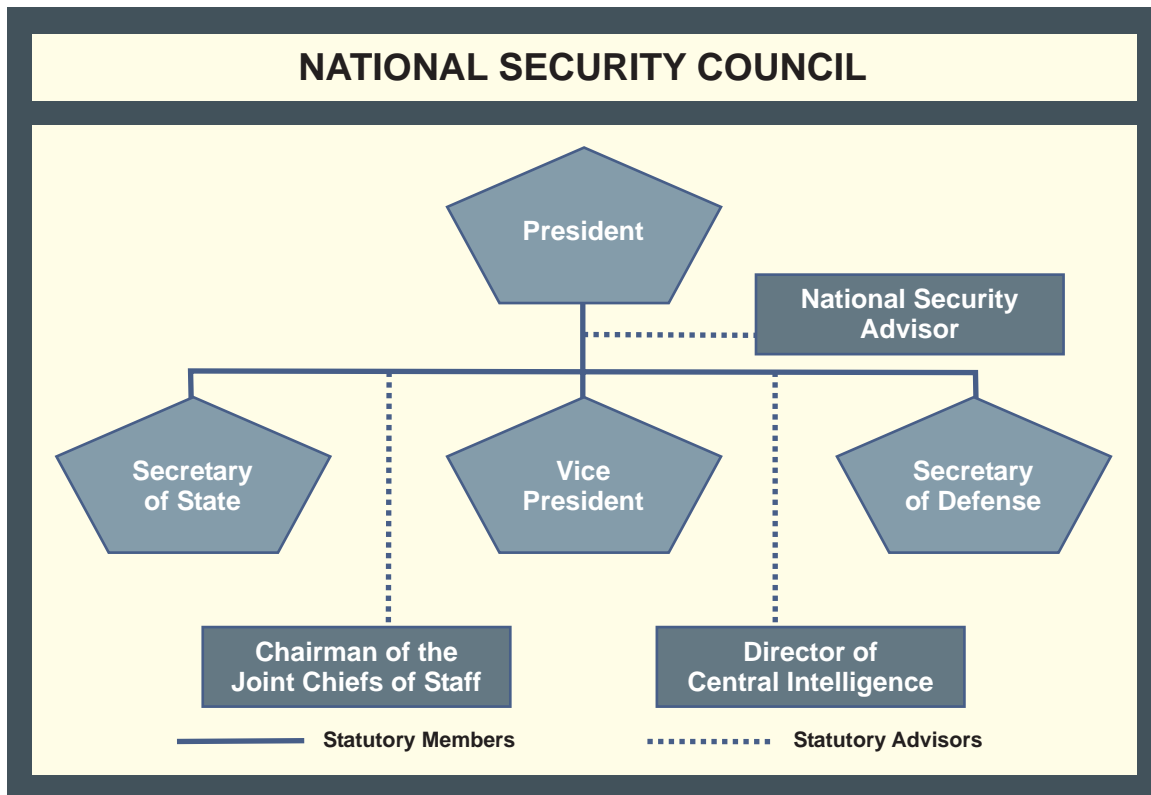 NATIONAL SECURITY COUNCIL
President
National Security
Advisor
Secretary
of State
Vice
President
Secretary
of Defense
Chairman of the
Joint Chiefs of Staff
Director of
Central Intelligence
Statutory Members
Statutory Advisors